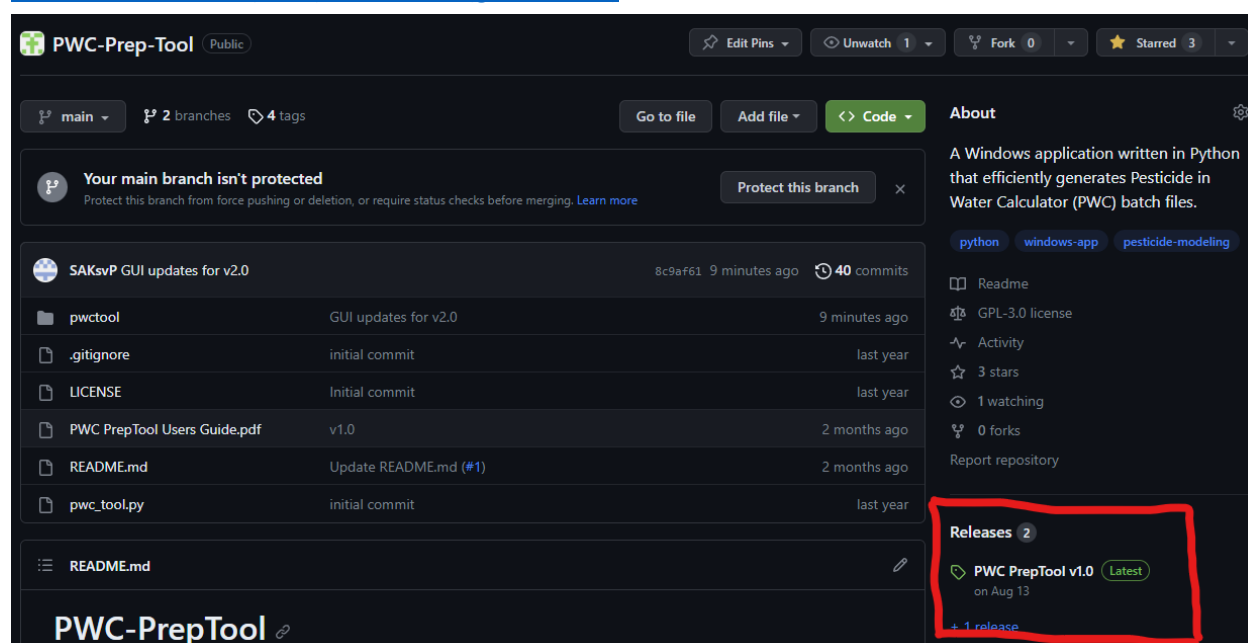 PWC-Prep-Tool Public
Edit Pins
Unwatch 1
Fork 0
Starred 3
main
2 branches
4 tags
Go to file
Add file
<> Code
Your main branch isn't protected
Protect this branch from force pushing or deletion, or require status checks before merging. Learn more
Protect this branch
SAKsvP GUI updates for v2.0 8c9af61 9 minutes ago 40 commits
pwctool GUI updates for v2.0 9 minutes ago
.gitignore initial commit last year
LICENSE Initial commit last year
PWC PrepTool Users Guide.pdf v1.0 2 months ago
README.md Update README.md (#1) 2 months ago
pwc_tool.py initial commit last year
README.md
PWC-PrepTool
About
A Windows application written in Python
that efficiently generates Pesticide in
Water Calculator (PWC) batch files.
python windows-app pesticide-modeling
Readme
GPL-3.0 license
Activity
3 stars
1 watching
0 forks
Report repository
Releases 2
PWC PrepTool v1.0 Latest
on Aug 13
+ 1 release